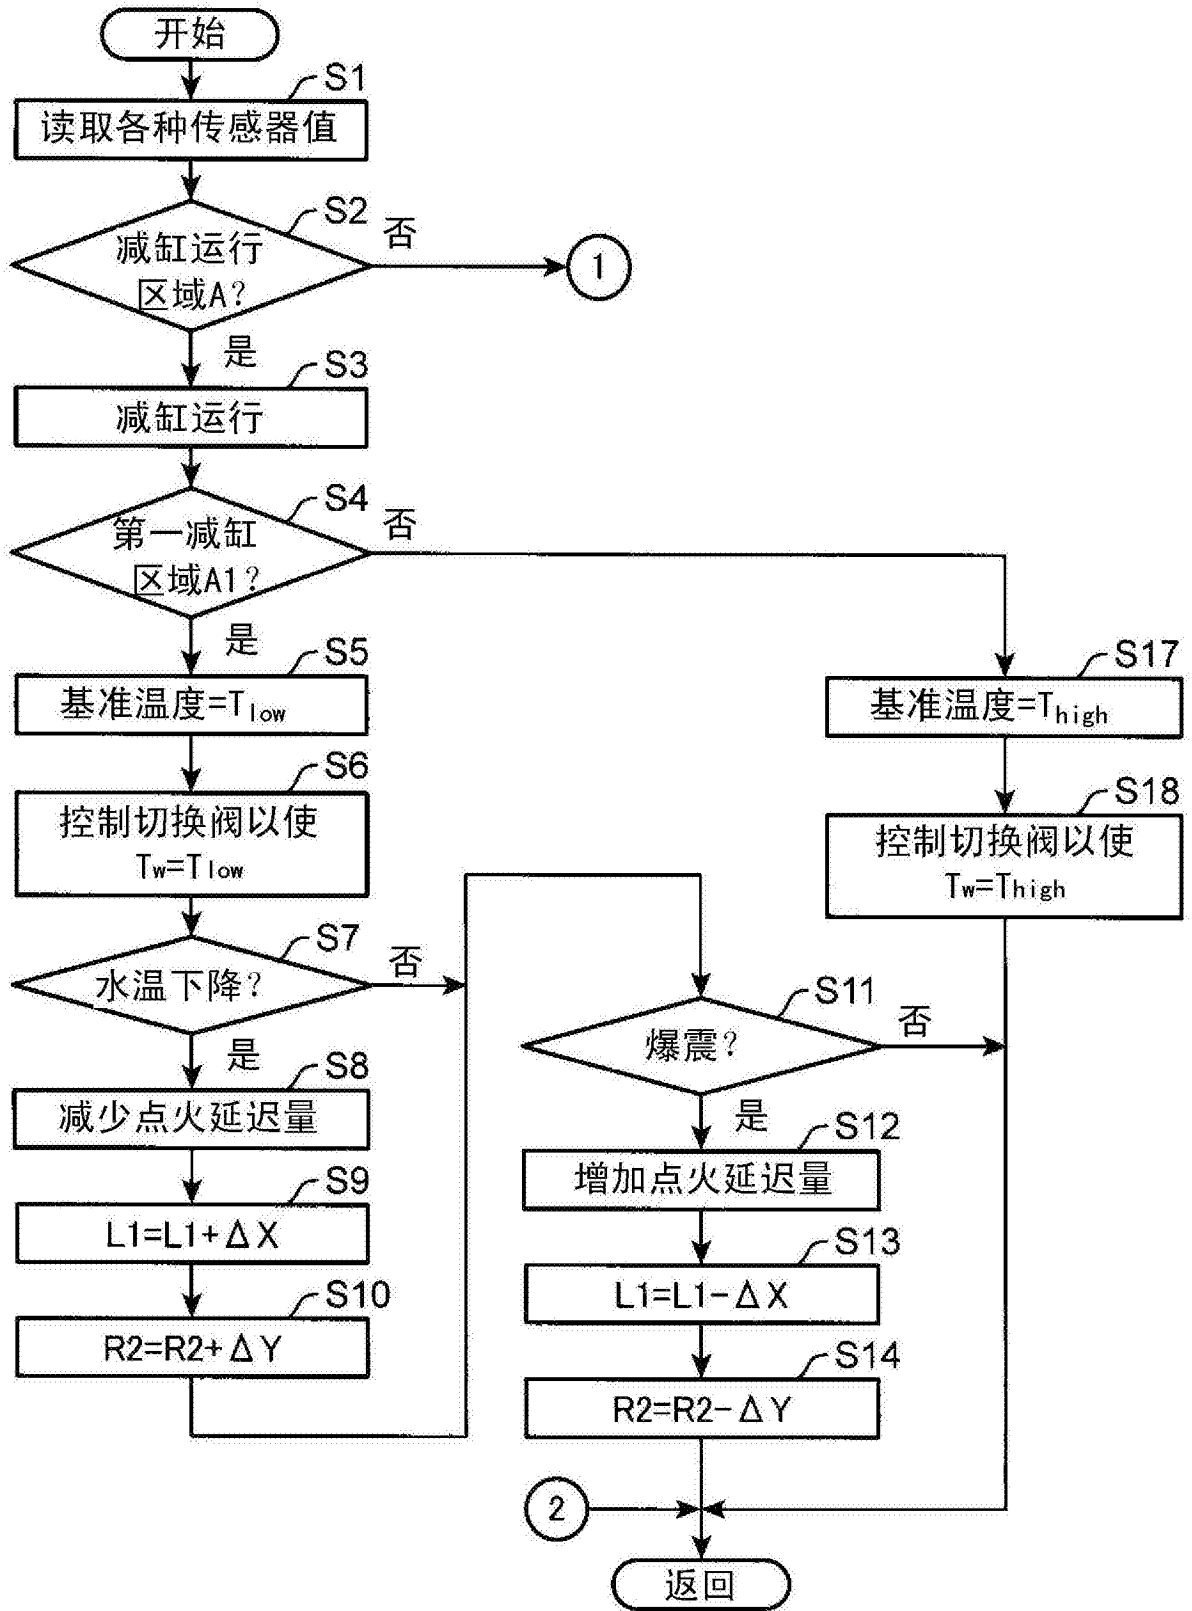 开始
S1
读取各种传感器值
S2
减缸运行
区域A?
否
1
是
S3
减缸运行
S4
第一减缸
区域A1?
否
是
S5
基准温度=Tlow
S6
控制切换阀以使
Tw=Tlow
S7
水温下降?
否
是
S8
减少点火延迟量
S9
L1=L1+ΔX
S10
R2=R2+ΔY
S11
爆震?
否
是
S12
增加点火延迟量
S13
L1=L1-ΔX
S14
R2=R2-ΔY
S17
基准温度=Thigh
S18
控制切换阀以使
Tw=Thigh
2
返回